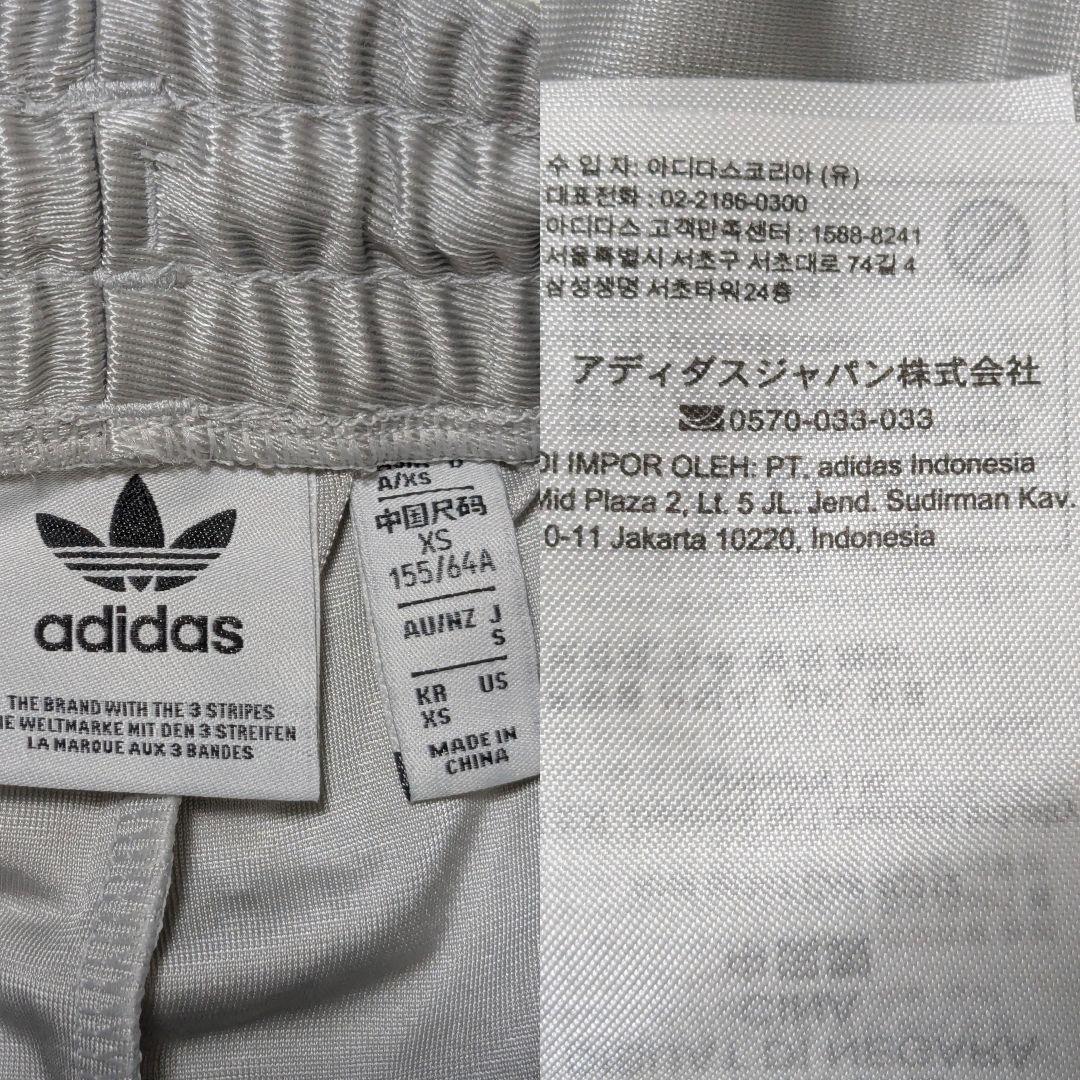 adidas
THE BRAND WITH THE 3 STRIPES
IE WELTMARKE MIT DEN 3 STREIFEN
LA MARQUE AUX 3 BANDES
A/XS
中国尺码
XS
155/64A
AU/NZ J
S
KR US
XS
MADE IN
CHINA
수 입 자: 아디다스코리아 (유)
대표전화 : 02-2186-0300
아디다스 고객만족센터 : 1588-8241
서울특별시 서초구 서초대로 74길 4
삼성생명 서초타워24층
アディダスジャパン株式会社
0570-033-033
DI IMPOR OLEH: PT. adidas Indonesia
Mid Plaza 2, Lt. 5 JL. Jend. Sudirman Kav.
0-11 Jakarta 10220, Indonesia